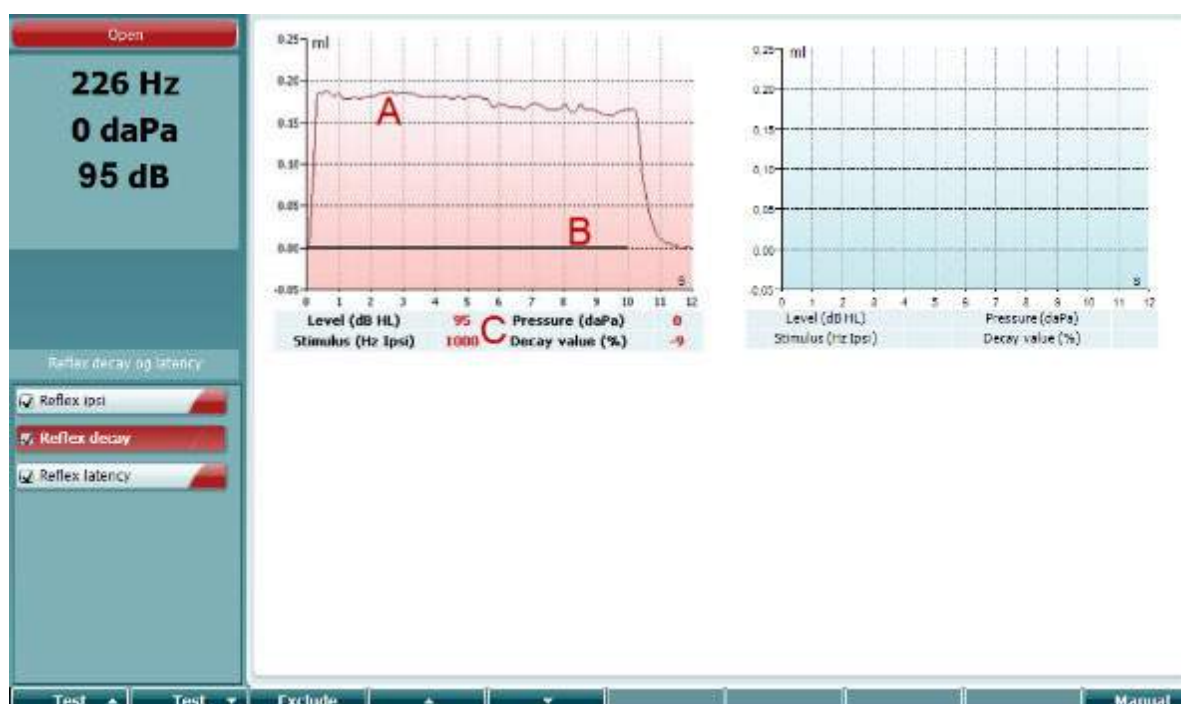 Open
226 Hz
0 daPa
95 dB
Reflex decay og latency
Reflex ipsi
Reflex decay
Reflex latency
0.25 ml
0.20
0.15
0.10
0.05
0.00
-0.05
A
B
s
0 1 2 3 4 5 6 7 8 9 10 11 12
Level (dB HL) 95 C Pressure (daPa) 0
Stimulus (Hz Ipsi) 1000 Decay value (%) -9
0.25 ml
0.20
0.15
0.10
0.05
0.00
-0.05
s
0 1 2 3 4 5 6 7 8 9 10 11 12
Level (dB HL) Pressure (daPa)
Stimulus (Hz Ipsi) Decay value (%)
Test Test Exclude Manual